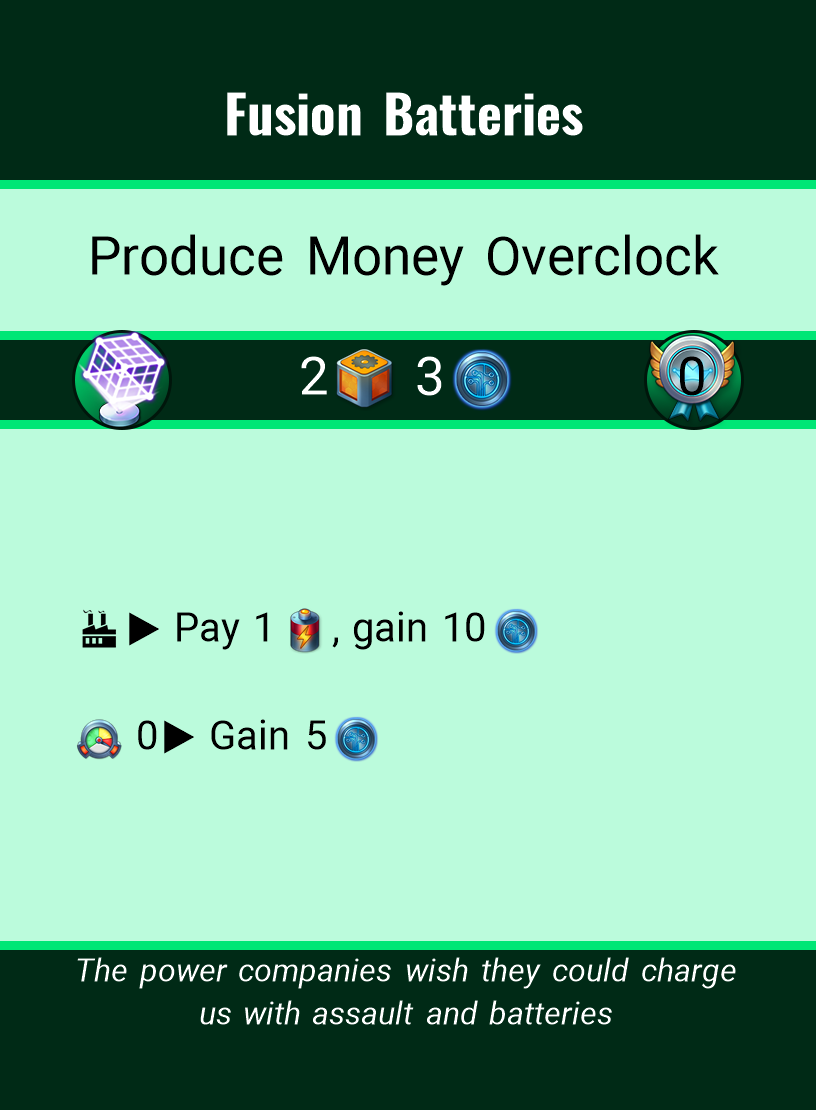 Fusion Batteries
Produce Money Overclock
2 3 0
Pay 1 , gain 10
0 Gain 5
The power companies wish they could charge
us with assault and batteries